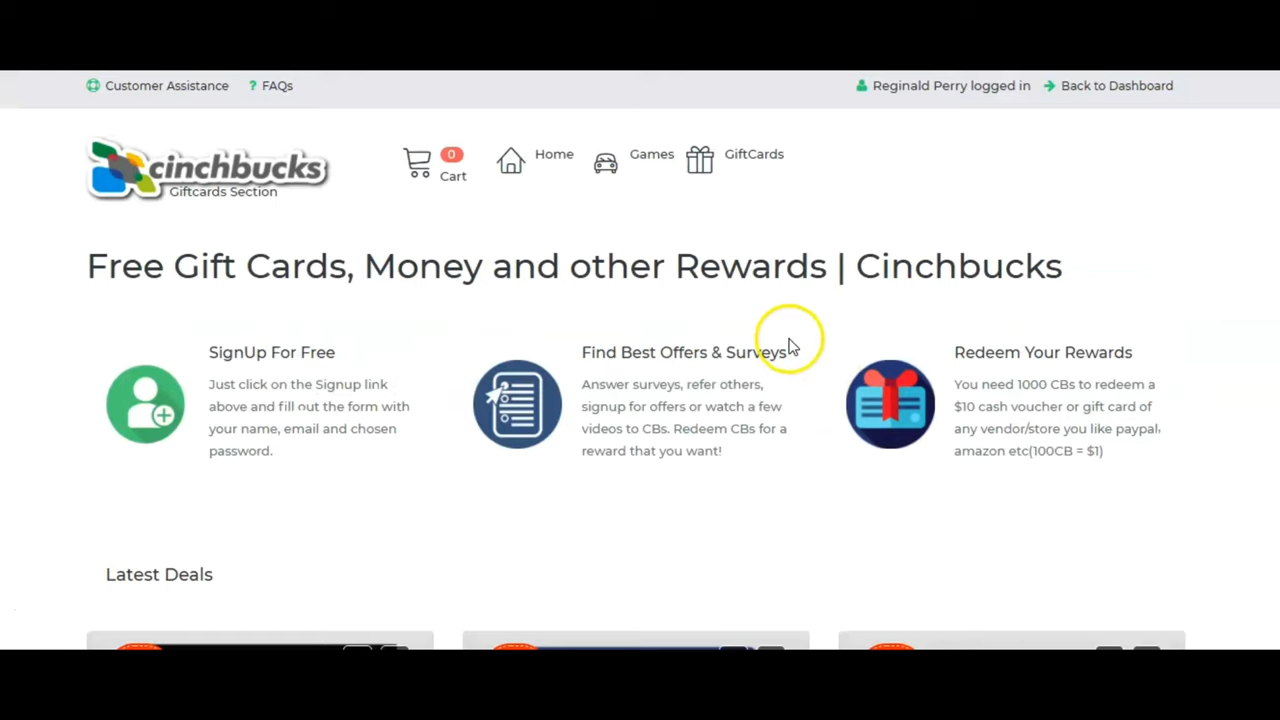 Customer Assistance
? FAQs
Reginald Perry logged in
Back to Dashboard
cinchbucks
Giftcards Section
0
Cart
Home
Games
GiftCards
Free Gift Cards, Money and other Rewards | Cinchbucks
SignUp For Free
Just click on the Signup link
above and fill out the form with
your name, email and chosen
password.
Find Best Offers & Surveys
Answer surveys, refer others,
signup for offers or watch a few
videos to CBs. Redeem CBs for a
reward that you want!
Redeem Your Rewards
You need 1000 CBs to redeem a
$10 cash voucher or gift card of
any vendor/store you like paypal,
amazon etc(100CB = $1)
Latest Deals